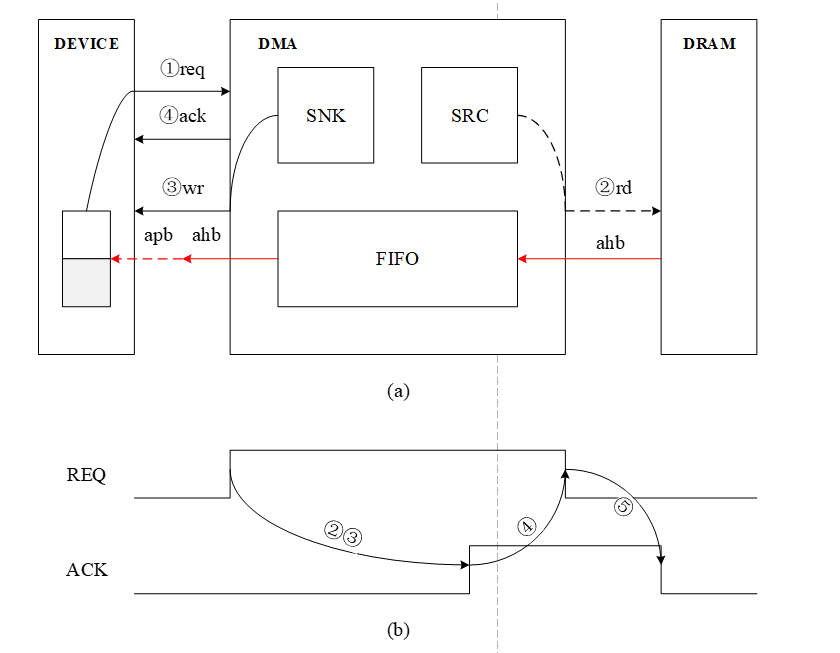 DEVICE
DMA
DRAM
①req
④ack
SNK
SRC
③wr
②rd
apb
ahb
FIFO
ahb
(a)
REQ
②③
④
⑤
ACK
(b)